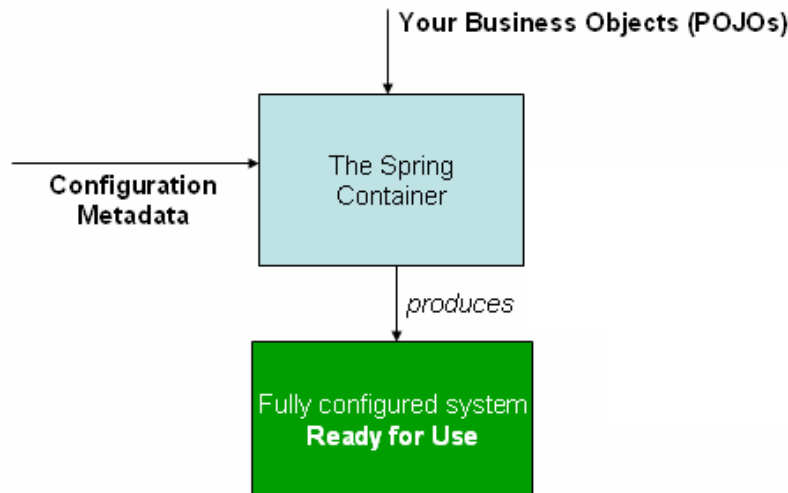 Your Business Objects (POJOs)
The Spring
Container
Configuration
Metadata
produces
Fully configured system
Ready for Use